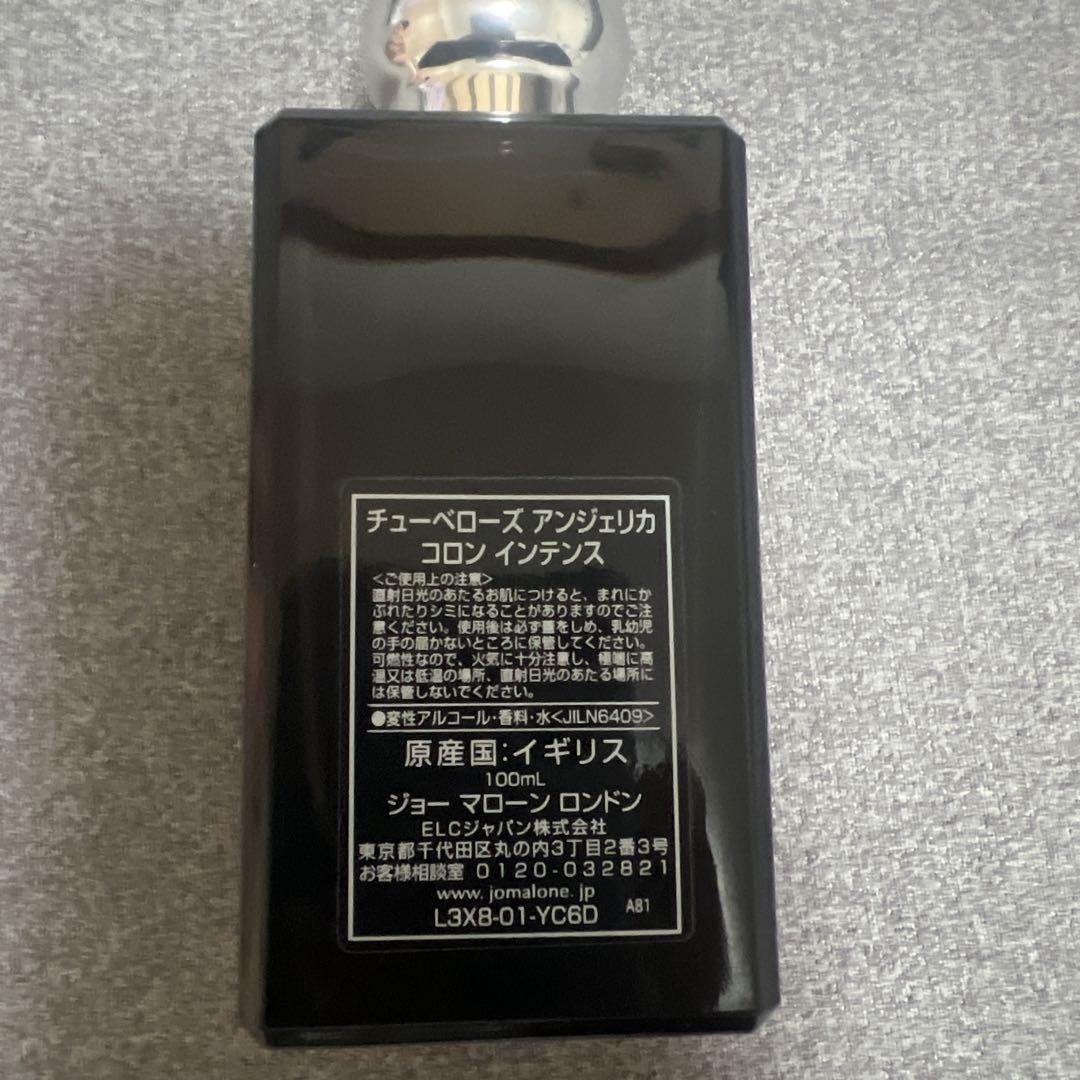 チューベローズ アンジェリカ
コロン インテンス
<ご使用上の注意>
直射日光のあたるお肌につけると、まれにか
ぶれたりシミになることがありますのでご注
意ください。使用後は必ず蓋をしめ、乳幼児
の手の届かないところに保管してください。
可燃性なので、火気に十分注意し、極端に高
温又は低温の場所、直射日光のあたる場所に
は保管しないでください。
●変性アルコール・香料・水<JILN6409>
原産国:イギリス
100mL
ジョー マローン ロンドン
ELCジャパン株式会社
東京都千代田区丸の内3丁目2番3号
お客様相談室 0120-032821
www.jomalone.jp
L3X8-01-YC6D A81